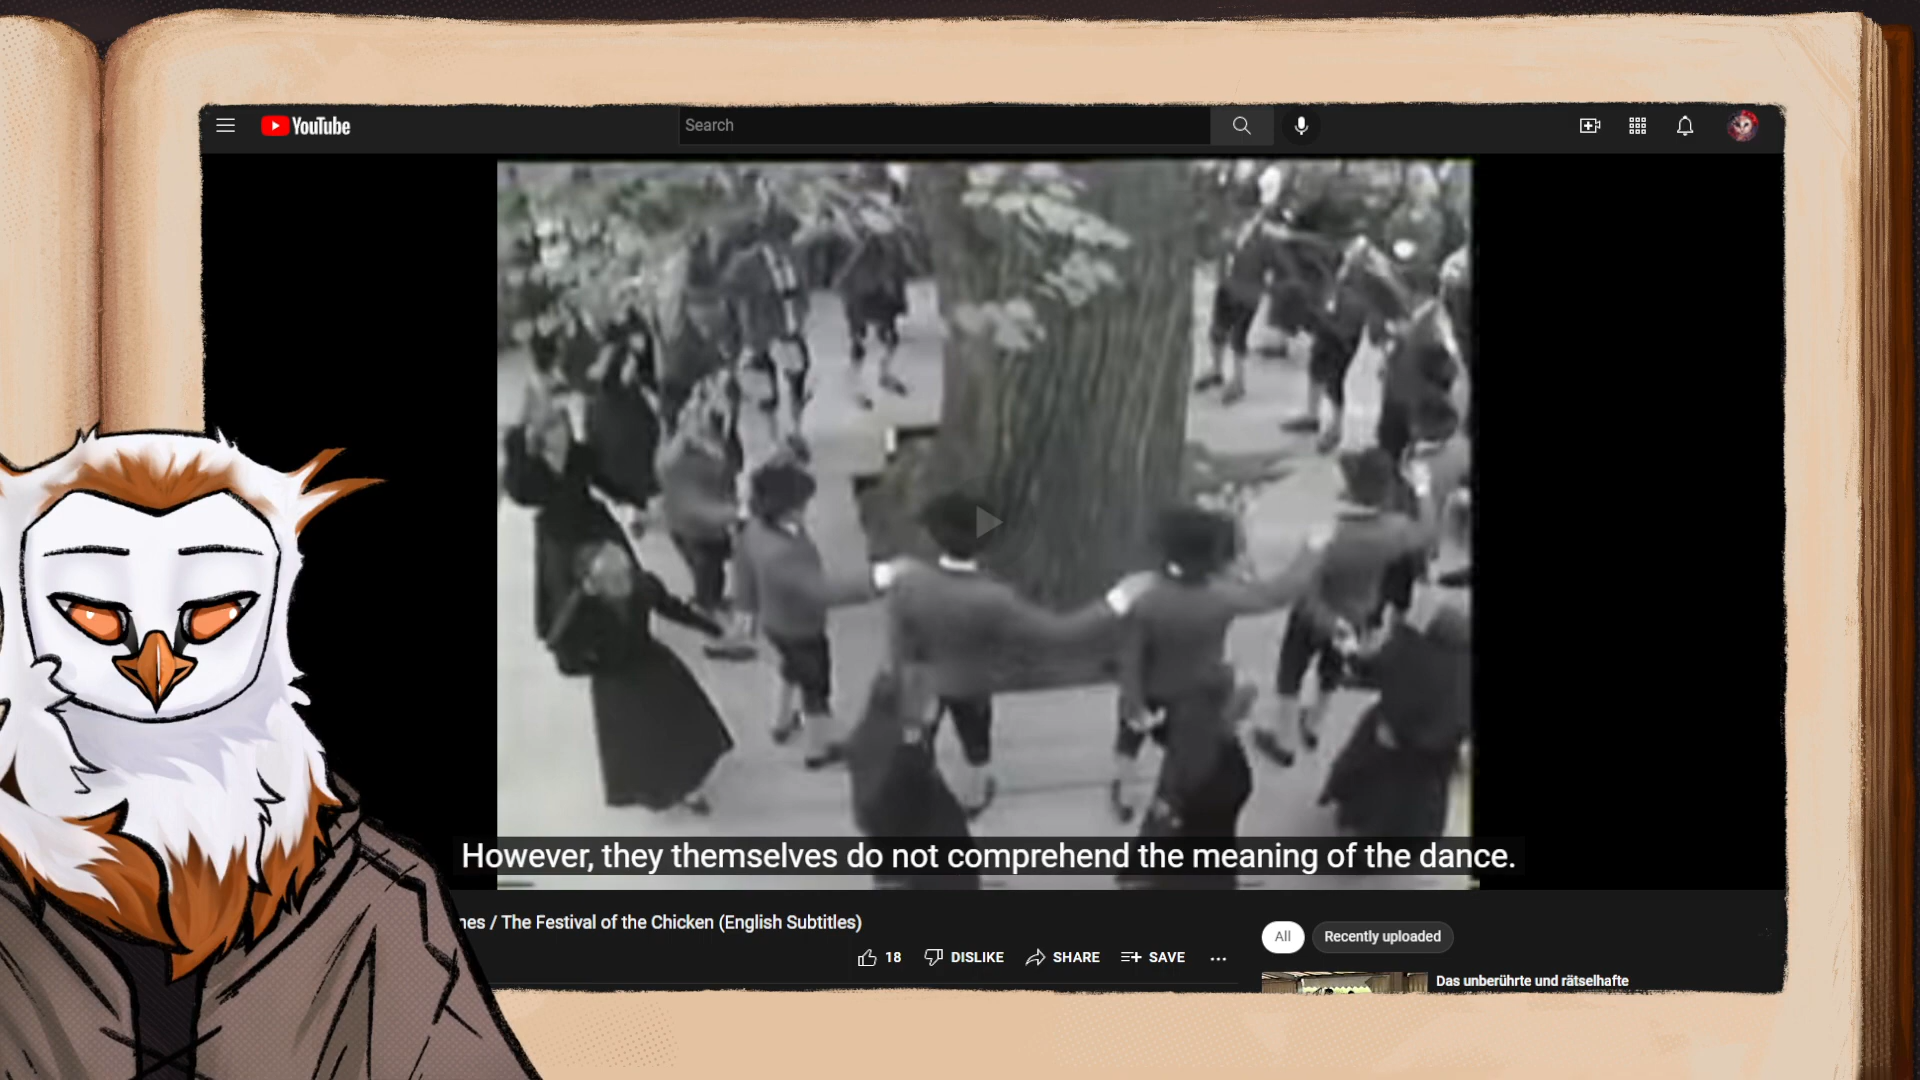 YouTube
Search
However, they themselves do not comprehend the meaning of the dance.
/ The Festival of the Chicken (English Subtitles)
18 DISLIKE SHARE SAVE ...
All Recently uploaded
Das unberührte und rätselhafte